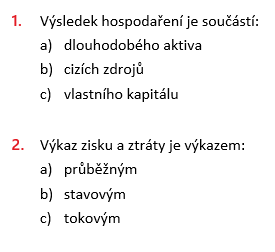 1. Výsledek hospodaření je součástí:
a) dlouhodobého aktiva
b) cizích zdrojů
c) vlastního kapitálu
2. Výkaz zisku a ztráty je výkazem:
a) průběžným
b) stavovým
c) tokovým